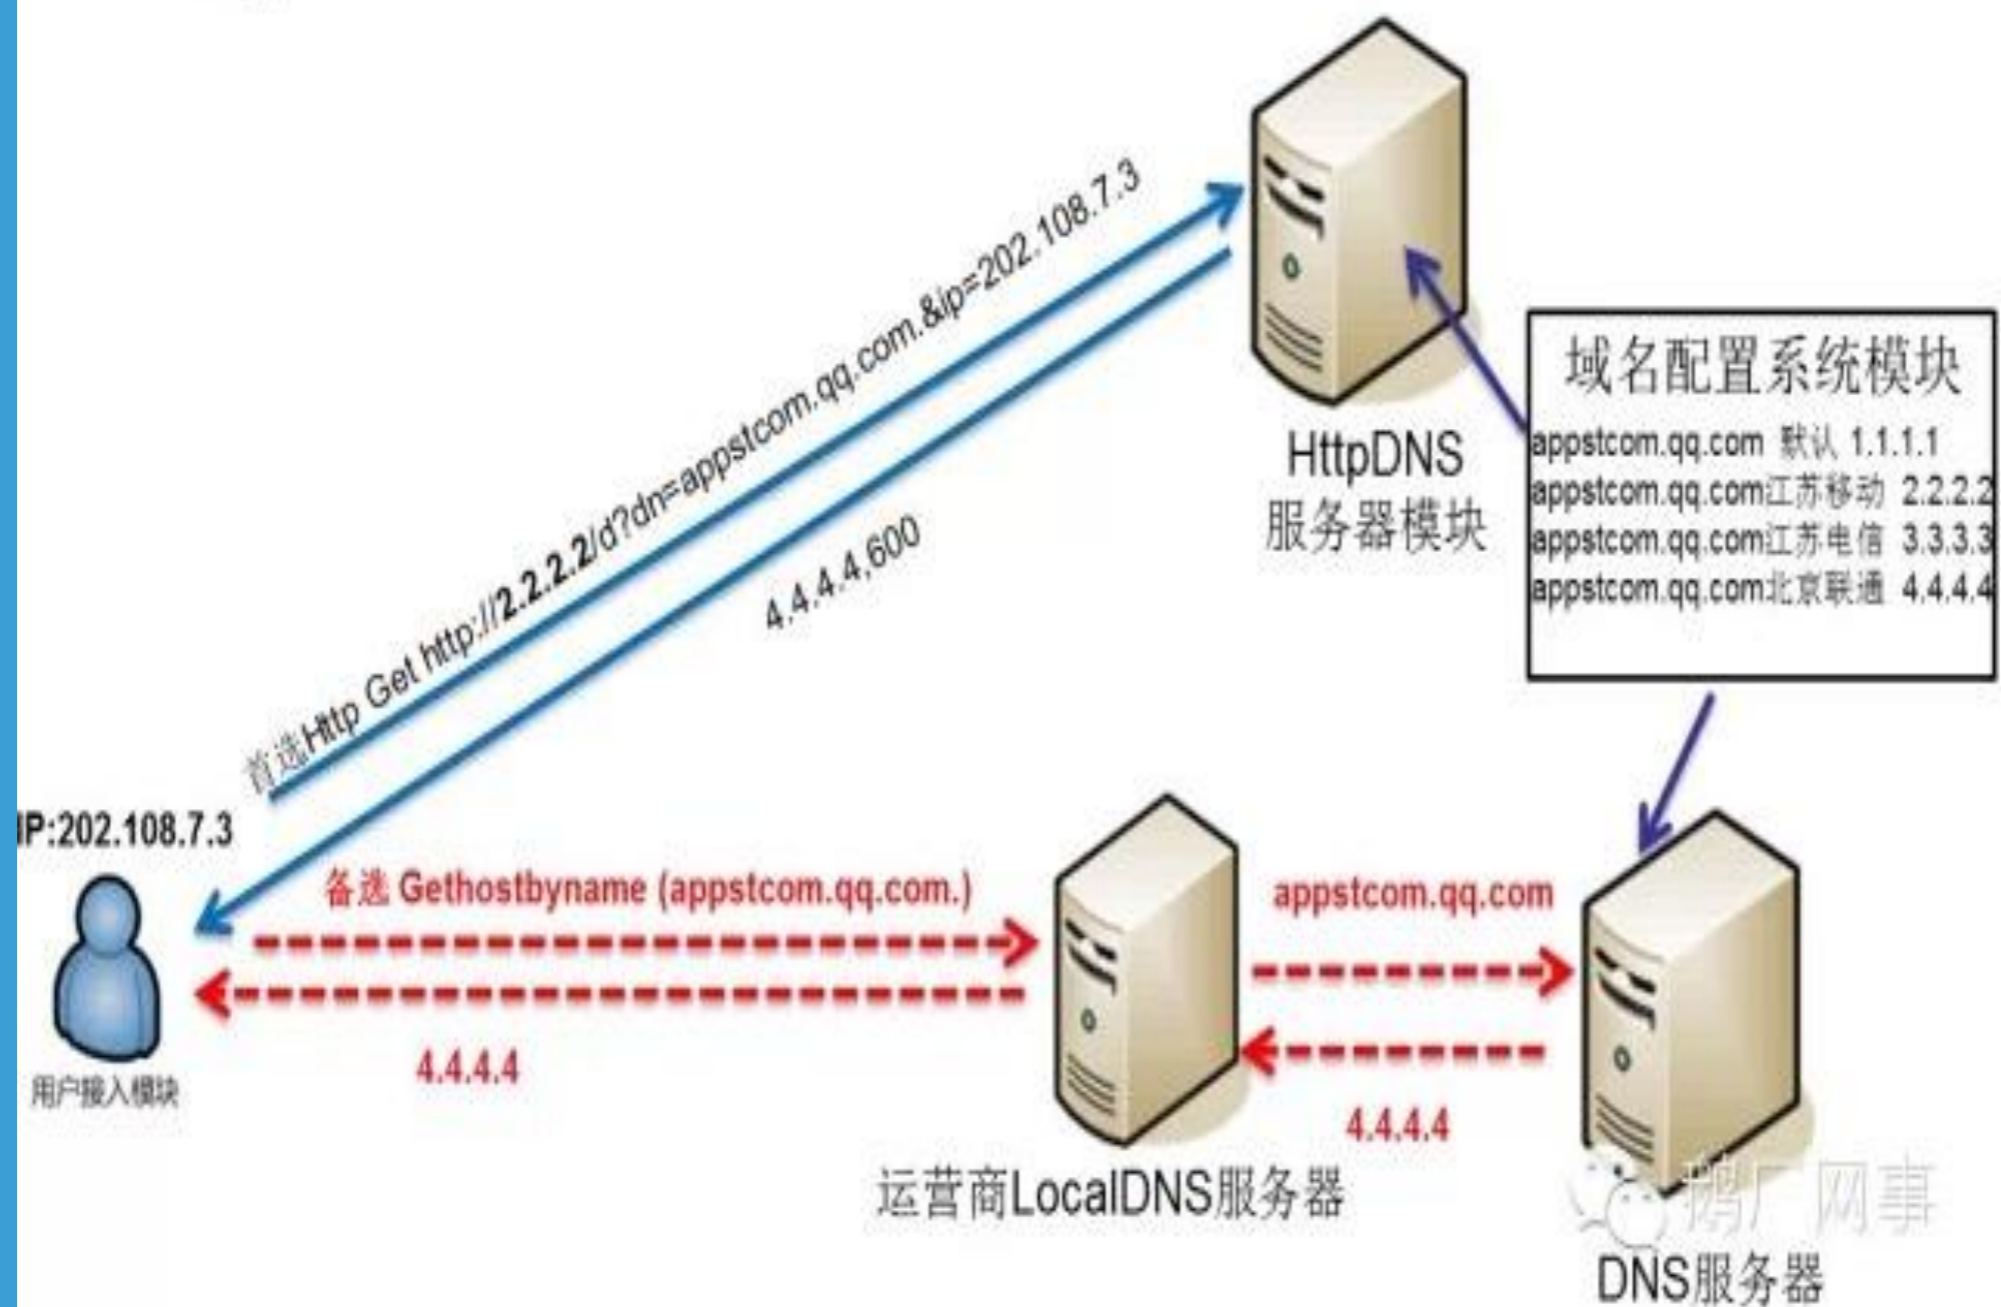 首选Http Get http://2.2.2.2/d?dn=appstcom.qq.com.&ip=202.108.7.3
4.4.4.4,600
HttpDNS
服务器模块
域名配置系统模块
appstcom.qq.com 默认 1.1.1.1
appstcom.qq.com江苏移动 2.2.2.2
appstcom.qq.com江苏电信 3.3.3.3
appstcom.qq.com北京联通 4.4.4.4
IP:202.108.7.3
用户接入模块
备选 Gethostbyname (appstcom.qq.com.)
4.4.4.4
appstcom.qq.com
4.4.4.4
运营商LocalDNS服务器
鹅厂网事
DNS服务器